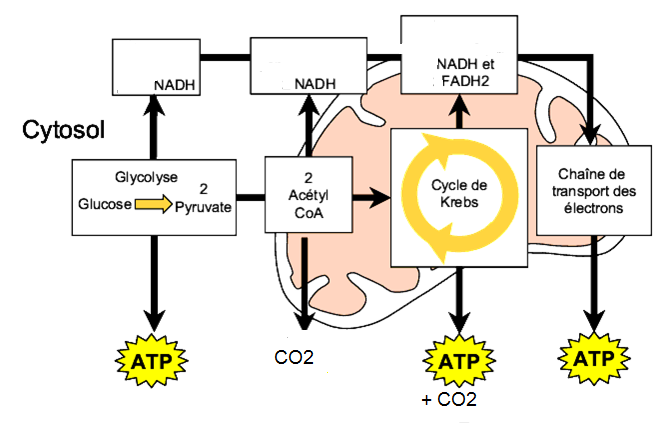 NADH
NADH
NADH et
FADH2
Cytosol
Glycolyse
Glucose
2
Pyruvate
2
Acétyl
CoA
Cycle de
Krebs
Chaîne de
transport des
électrons
ATP
CO2
ATP
+ CO2
ATP